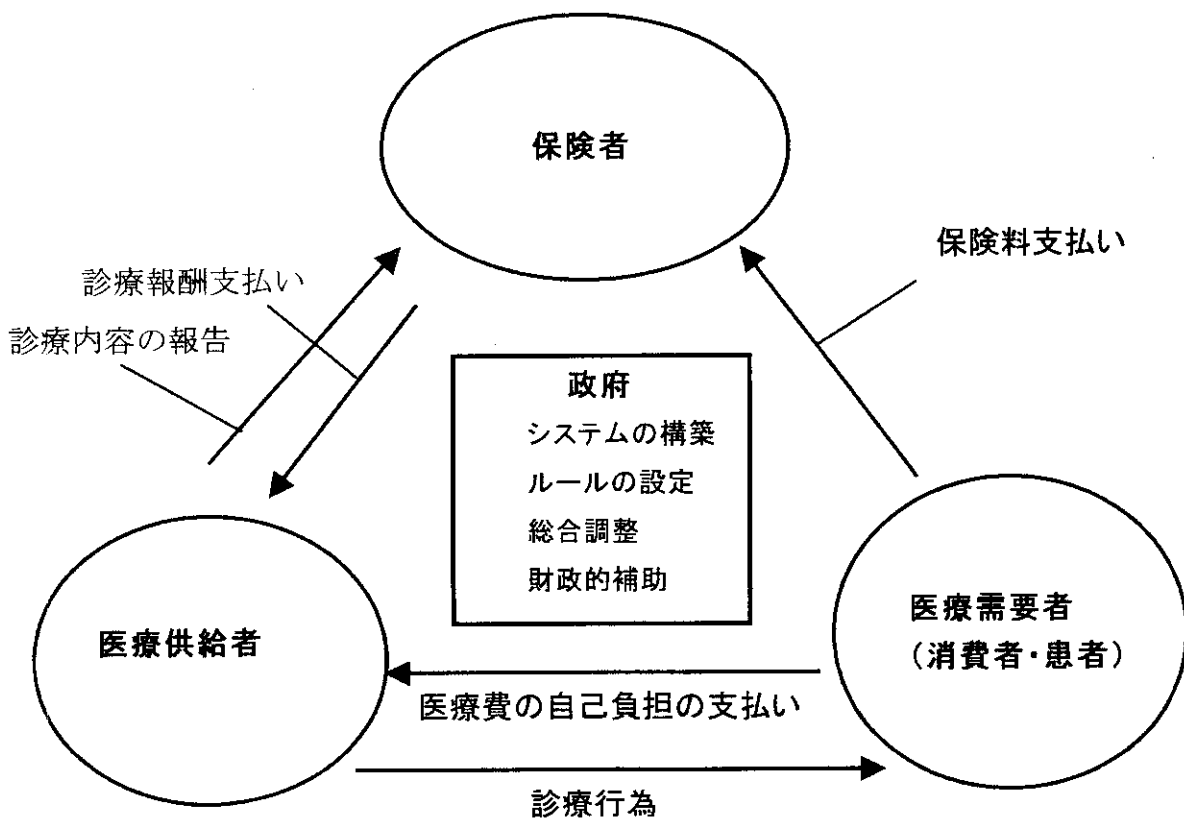 保険者
保険料支払い
診療報酬支払い
診療内容の報告
政府
システムの構築
ルールの設定
総合調整
財政的補助
医療供給者
医療需要者
（消費者・患者）
医療費の自己負担の支払い
診療行為